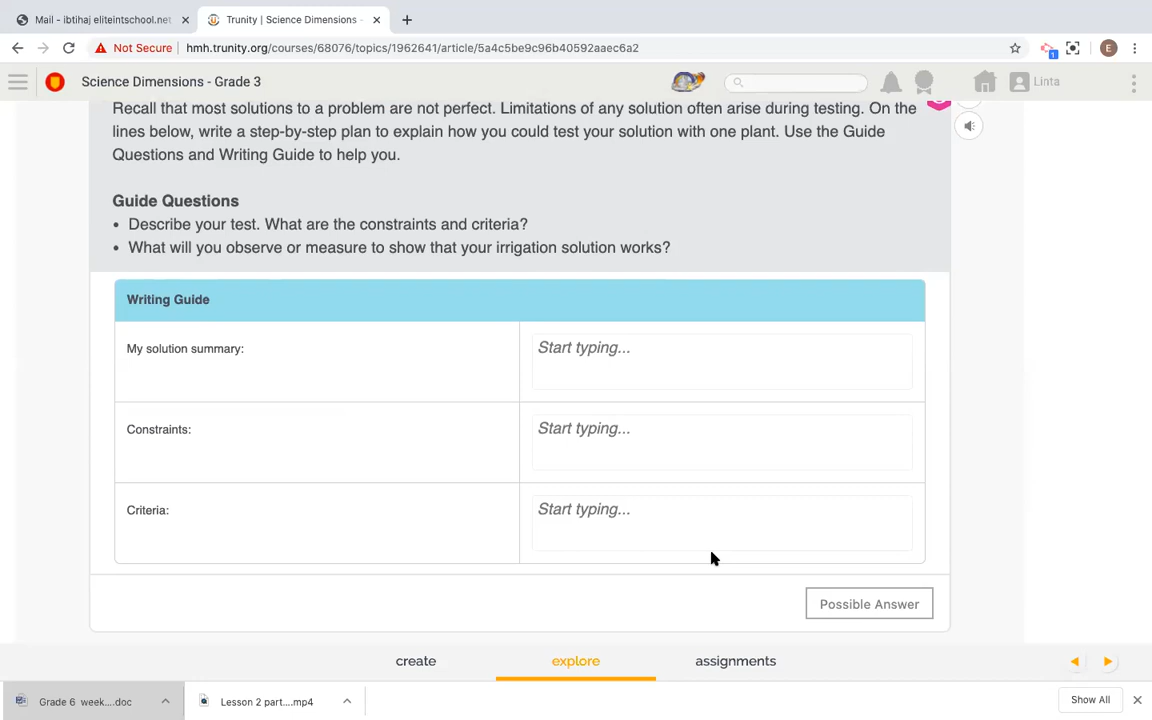 Mail - ibtihaj eliteintschool.net
Trunity | Science Dimensions -
Not Secure | hmh.trunity.org/courses/68076/topics/1962641/article/5a4c5be9c96b40592aaec6a2
1
E
Science Dimensions - Grade 3
Linta
Recall that most solutions to a problem are not perfect. Limitations of any solution often arise during testing. On the
lines below, write a step-by-step plan to explain how you could test your solution with one plant. Use the Guide
Questions and Writing Guide to help you.
Guide Questions
• Describe your test. What are the constraints and criteria?
• What will you observe or measure to show that your irrigation solution works?
Writing Guide
My solution summary:
Start typing...
Constraints:
Start typing...
Criteria:
Start typing...
Possible Answer
create
explore
assignments
Grade 6 week....doc
Lesson 2 part....mp4
Show All